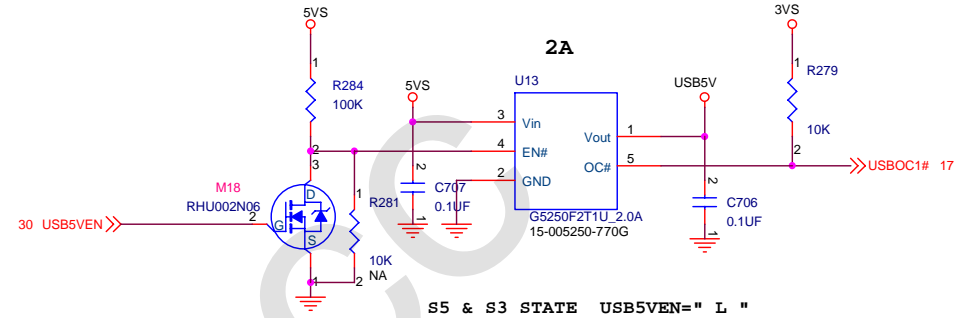 5VS
3VS
2A
1
R284
100K
2
3
5VS
U13
USB5V
1
R279
10K
2
3
Vin
Vout
1
4
EN#
OC#
5
2
GND
USBOC1# 17
M18
RHU002N06
D
G
S
2
1
30 USB5VEN
1
R281
10K
NA
2
2
C707
0.1UF
1
G5250F2T1U_2.0A
15-005250-770G
2
C706
0.1UF
1
S5 & S3 STATE USB5VEN=" L "